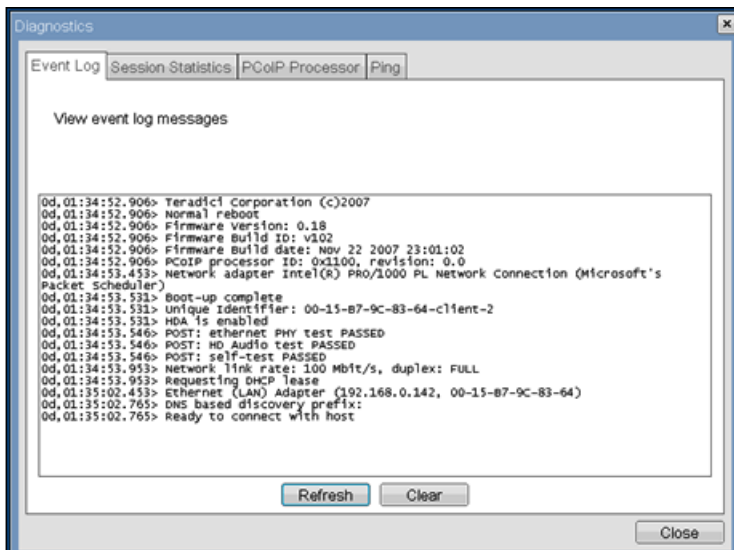 Diagnostics
Event Log
Session Statistics
PCoIP Processor
Ping
View event log messages
0d,01:34:52.906> Teradici Corporation (c)2007
0d,01:34:52.906> Normal reboot
0d,01:34:52.906> Firmware Version: 0.18
0d,01:34:52.906> Firmware Build ID: v102
0d,01:34:52.906> Firmware Build date: Nov 22 2007 23:01:02
0d,01:34:52.906> PCoIP processor ID: 0x1100, revision: 0.0
0d,01:34:53.453> Network adapter Intel(R) PRO/1000 PL Network Connection (Microsoft's
Packet Scheduler)
0d,01:34:53.531> Boot-up complete
0d,01:34:53.531> Unique Identifier: 00-15-B7-9C-83-64-client-2
0d,01:34:53.531> HDA is enabled
0d,01:34:53.546> POST: ethernet PHY test PASSED
0d,01:34:53.546> POST: HD Audio test PASSED
0d,01:34:53.546> POST: self-test PASSED
0d,01:34:53.953> Network link rate: 100 Mbit/s, duplex: FULL
0d,01:34:53.953> Requesting DHCP lease
0d,01:35:02.453> Ethernet (LAN) Adapter (192.168.0.142, 00-15-B7-9C-83-64)
0d,01:35:02.765> DNS based discovery prefix:
0d,01:35:02.765> Ready to connect with host
Refresh
Clear
Close